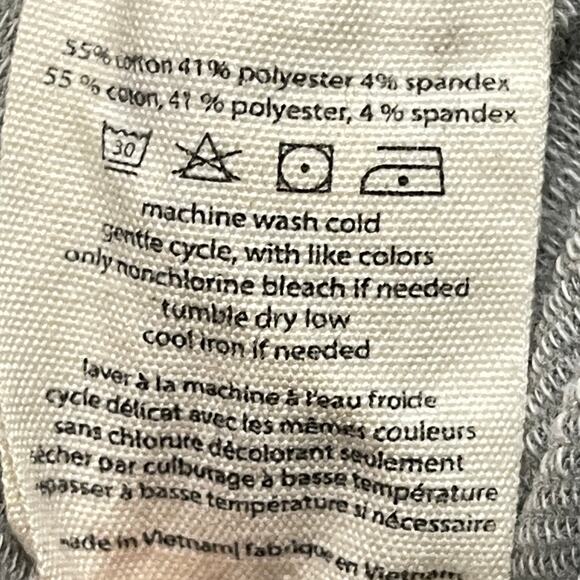 55% cotton 41% polyester 4% spandex
55 % coton, 41 % polyester, 4 % spandex
30
machine wash cold
gentle cycle, with like colors
only nonchlorine bleach if needed
tumble dry low
cool iron if needed
laver à la machine à l'eau froide
cycle délicat avec les mêmes couleurs
sans chlorure décolorant seulement
sécher par culbutage à basse température
repasser à basse température si nécessaire
made in Vietnam| fabriqué en Vietnam